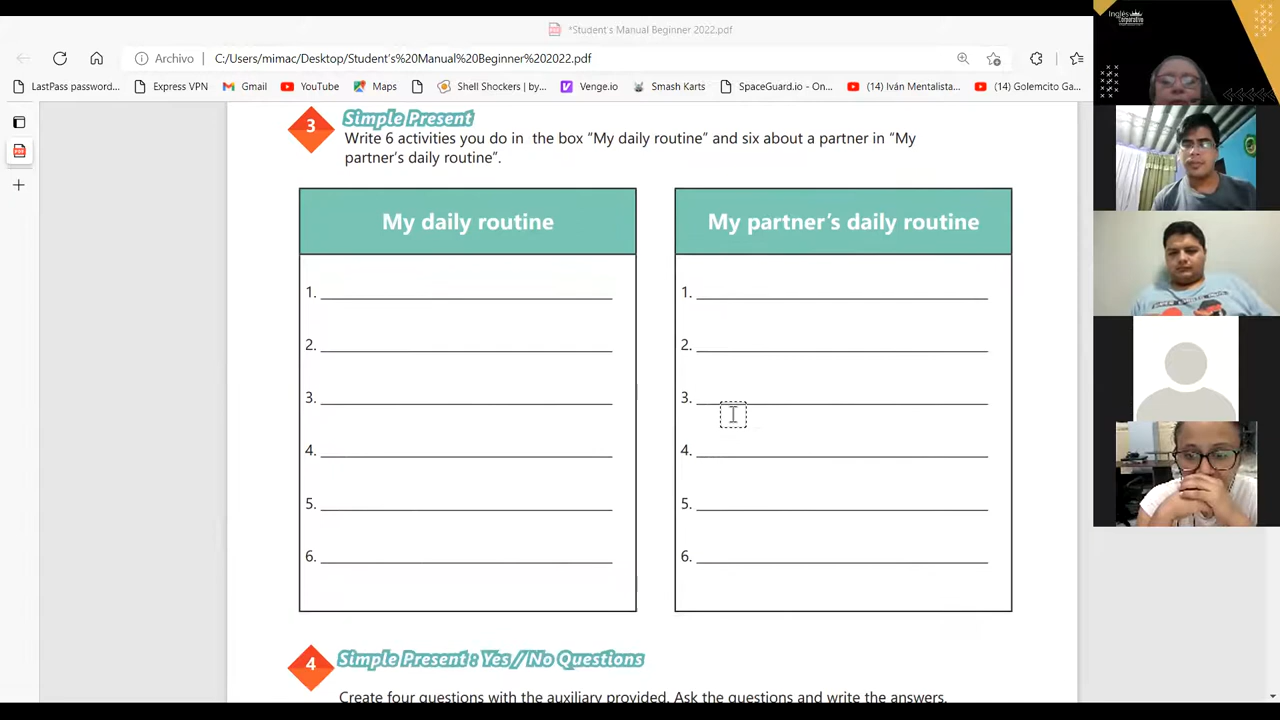 *Student's Manual Beginner 2022.pdf
Archivo
C:/Users/mimac/Desktop/Student's%20Manual%20Beginner%202022.pdf
LastPass password...
Express VPN
Gmail
YouTube
Maps
Shell Shockers | by...
Venge.io
Smash Karts
SpaceGuard.io - On...
(14) Iván Mentalista...
(14) Golemcito Ga...
Inglés
Corporativo
3
Simple Present
Write 6 activities you do in the box “My daily routine” and six about a partner in “My
partner’s daily routine”.
My daily routine
1.
2.
3.
4.
5.
6.
My partner’s daily routine
1.
2.
3.
4.
5.
6.
4
Simple Present : Yes / No Questions
Create four questions with the auxiliary provided. Ask the questions and write the answers.